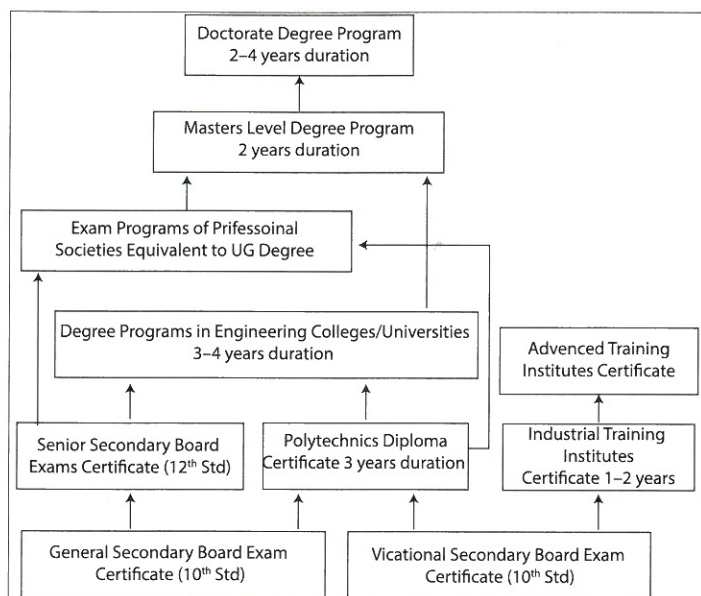 Doctorate Degree Program
2–4 years duration
Masters Level Degree Program
2 years duration
Exam Programs of Prifessoinal
Societies Equivalent to UG Degree
Degree Programs in Engineering Colleges/Universities
3–4 years duration
Advenced Training
Institutes Certificate
Senior Secondary Board
Exams Certificate (12th Std)
Polytechnics Diploma
Certificate 3 years duration
Industrial Training
Institutes
Certificate 1–2 years
General Secondary Board Exam
Certificate (10th Std)
Vicational Secondary Board Exam
Certificate (10th Std)